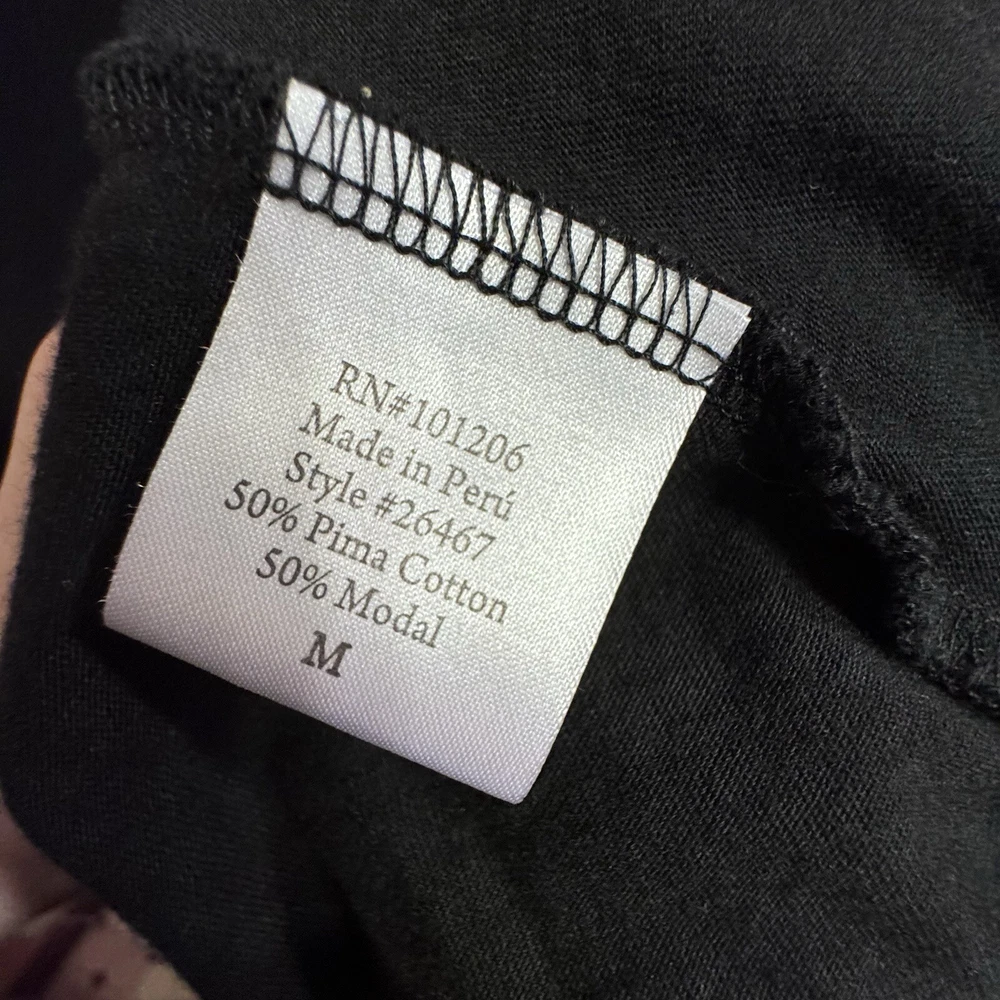 RN#101206
Made in Perú
Style #26467
50% Pima Cotton
50% Modal
M